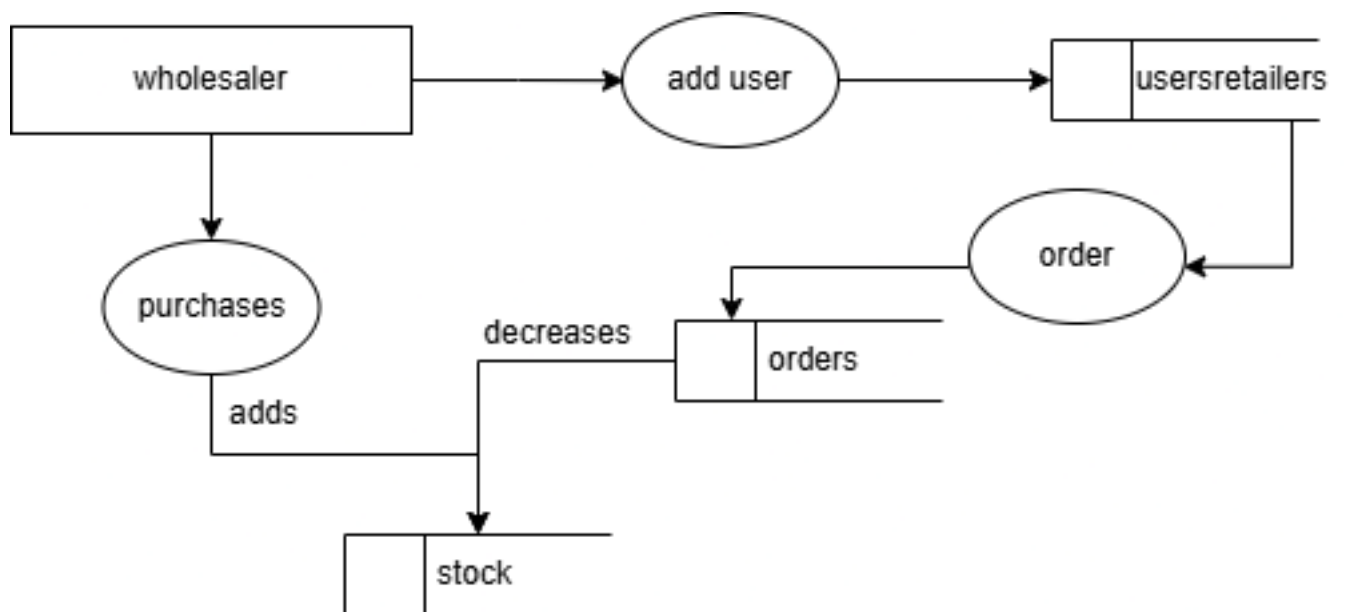 wholesaler
add user
usersretailers
order
purchases
decreases
orders
adds
stock